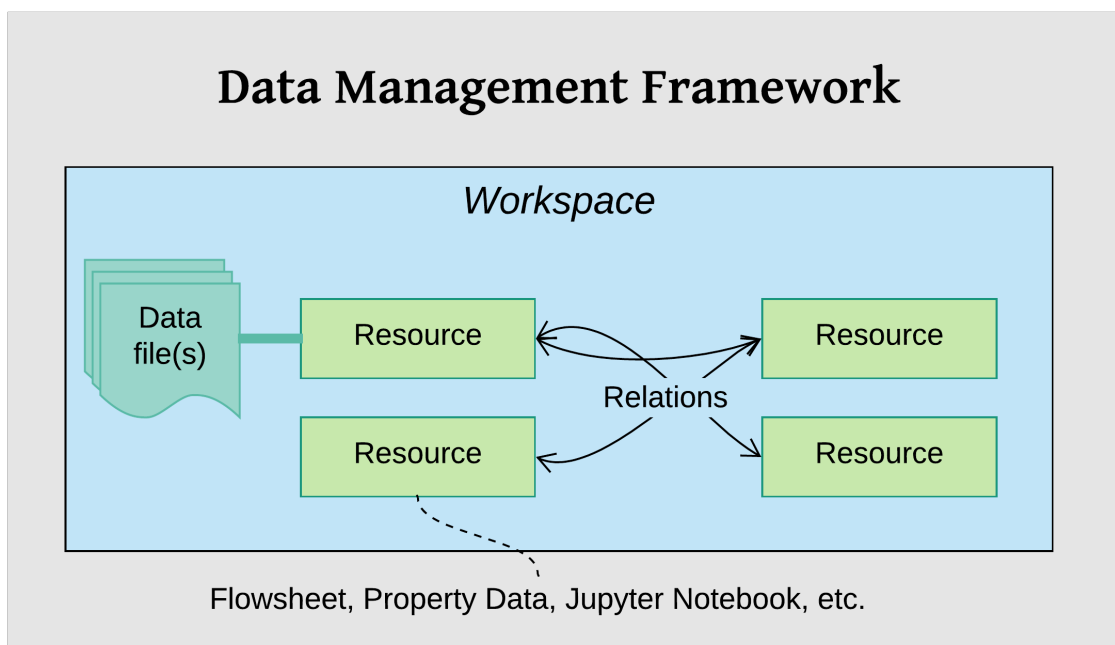 Data Management Framework
Workspace
Data
file(s)
Resource
Resource
Relations
Resource
Resource
Flowsheet, Property Data, Jupyter Notebook, etc.